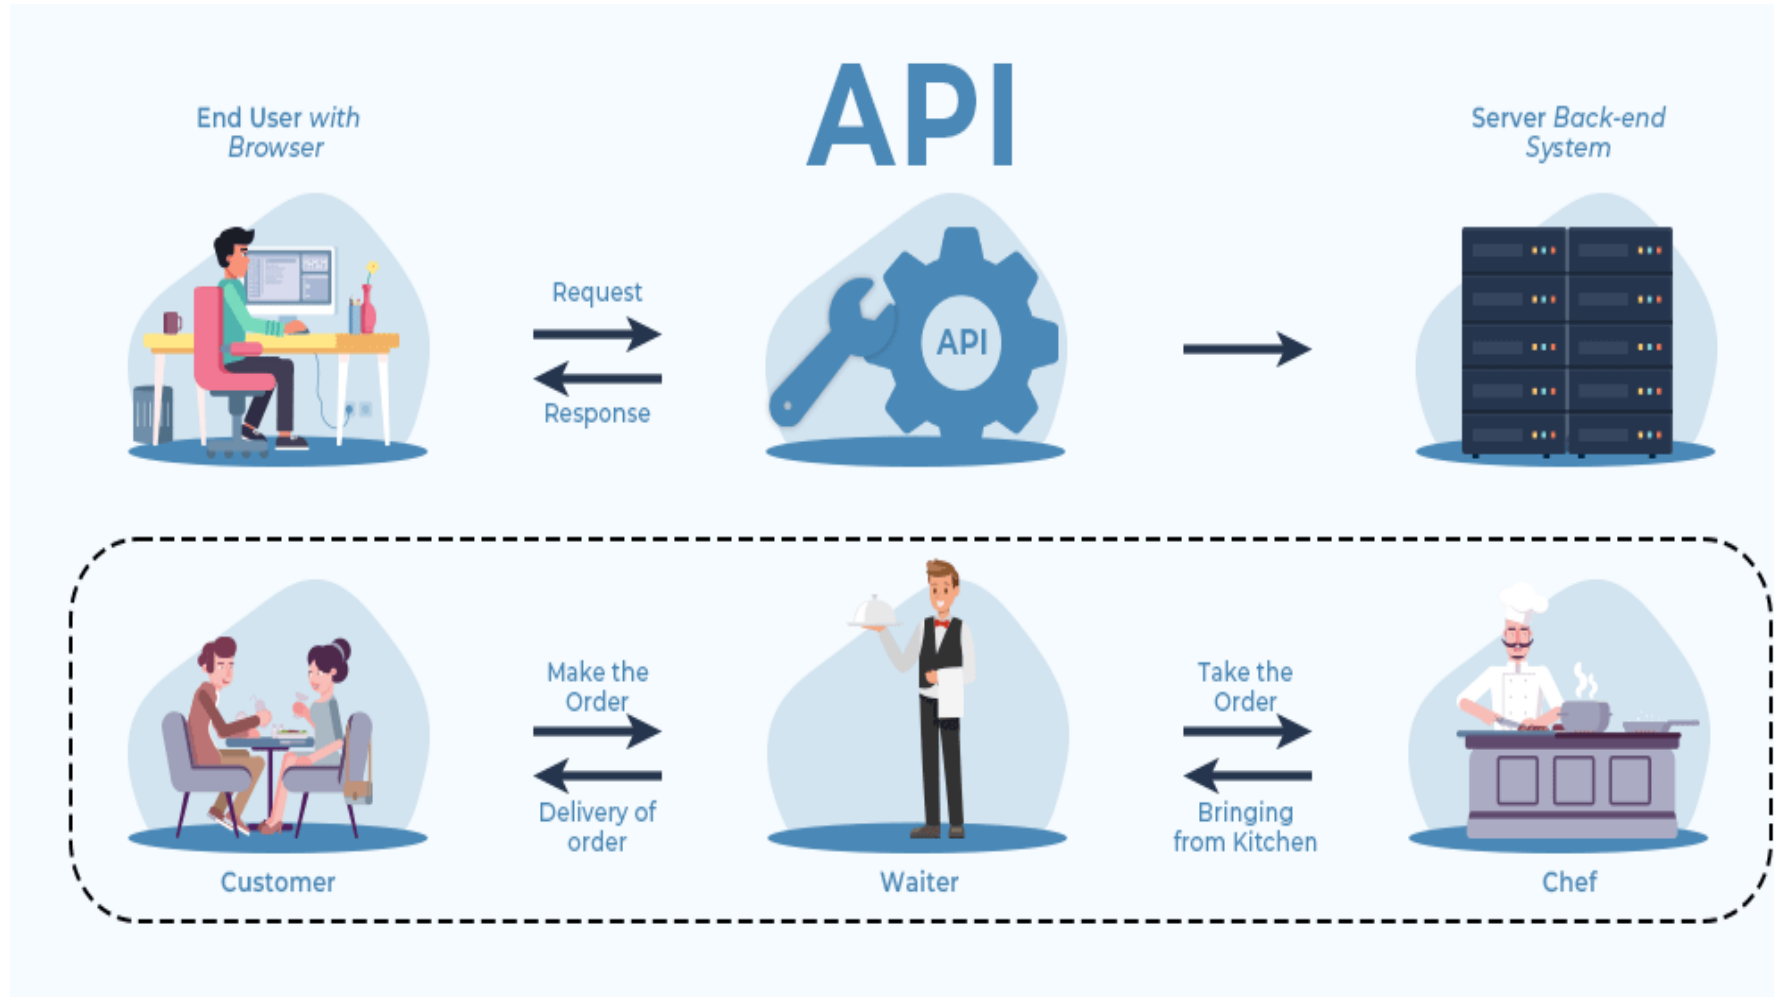 API
End User with
Browser
Server Back-end
System
Request
API
Response
Make the
Order
Take the
Order
Delivery of
order
Bringing
from Kitchen
Customer
Waiter
Chef